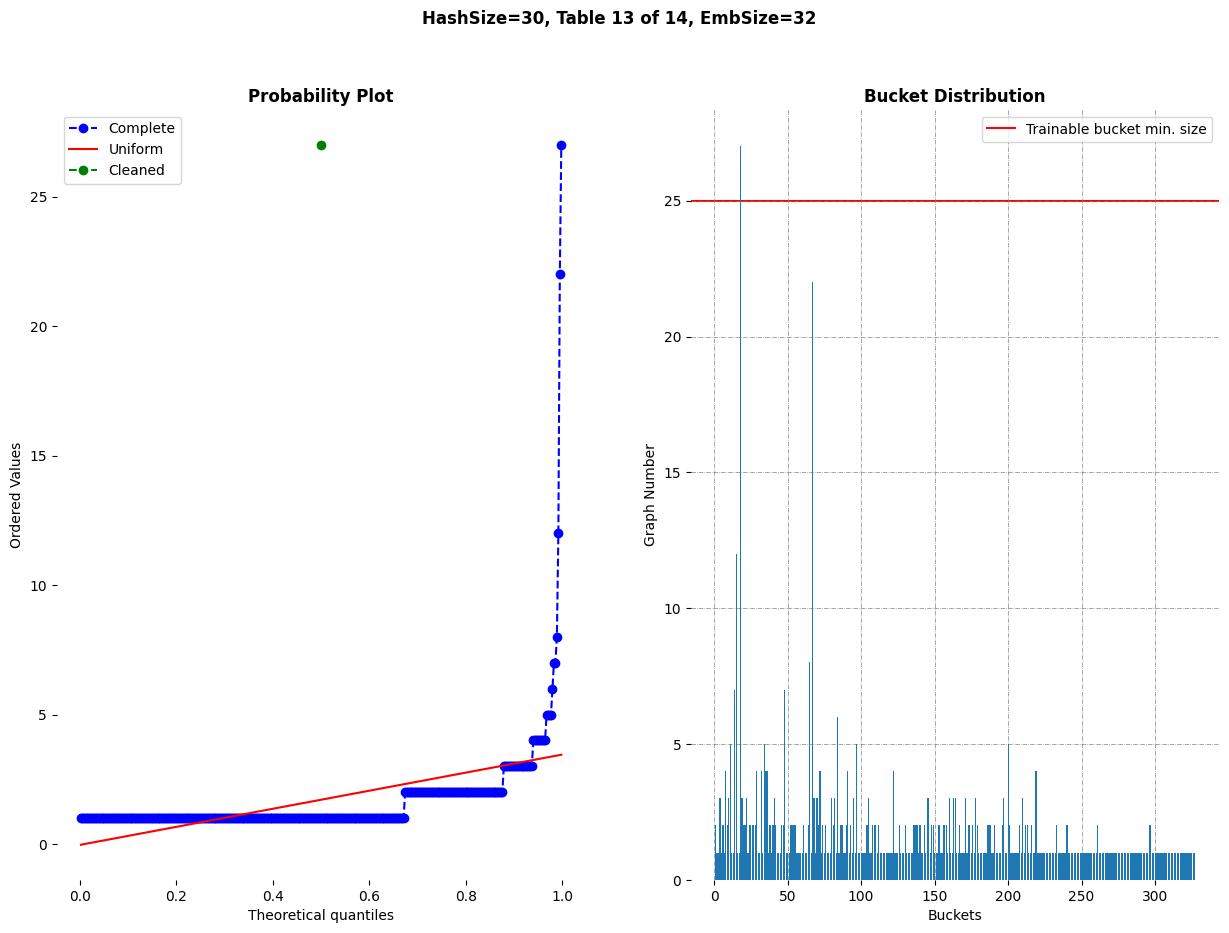 HashSize=30, Table 13 of 14, EmbSize=32
Probability Plot
Complete
Uniform
Cleaned
Ordered Values
25
20
15
10
5
0
0.0 0.2 0.4 0.6 0.8 1.0
Theoretical quantiles
Bucket Distribution
Trainable bucket min. size
Graph Number
25
20
15
10
5
0
0 50 100 150 200 250 300
Buckets